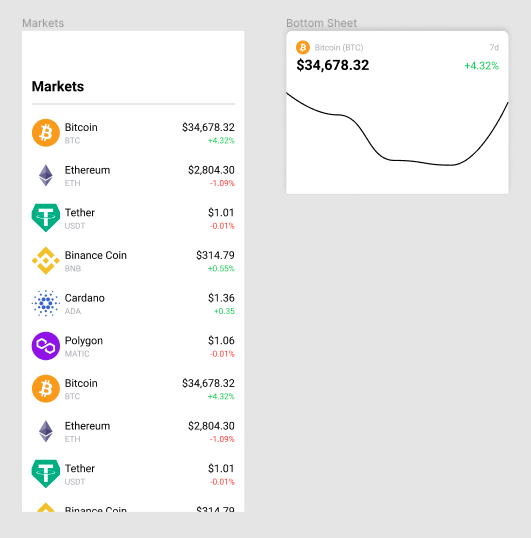 Markets
Markets
Bitcoin $34,678.32
BTC +4.32%
Ethereum $2,804.30
ETH -1.09%
Tether $1.01
USDT -0.01%
Binance Coin $314.79
BNB +0.55%
Cardano $1.36
ADA +0.35
Polygon $1.06
MATIC -0.01%
Bitcoin $34,678.32
BTC +4.32%
Ethereum $2,804.30
ETH -1.09%
Tether $1.01
USDT -0.01%
Binance Coin $314.79
Bottom Sheet
Bitcoin (BTC) 7d
$34,678.32 +4.32%